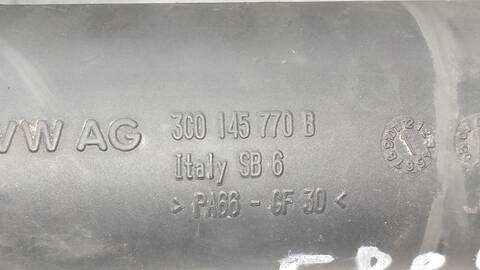 VW AG
3C0 145 770 B
Italy SB 6
> PA66 - GF 30 <